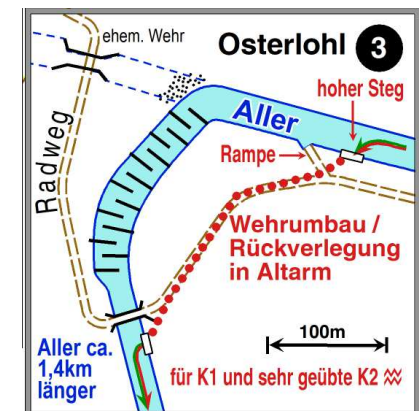 ehem. Wehr
Osterlohl 3
hoher Steg
Aller
Radweg
Rampe
Wehrumbau /
Rückverlegung
in Altarm
Aller ca.
1,4km
länger
100m
für K1 und sehr geübte K2